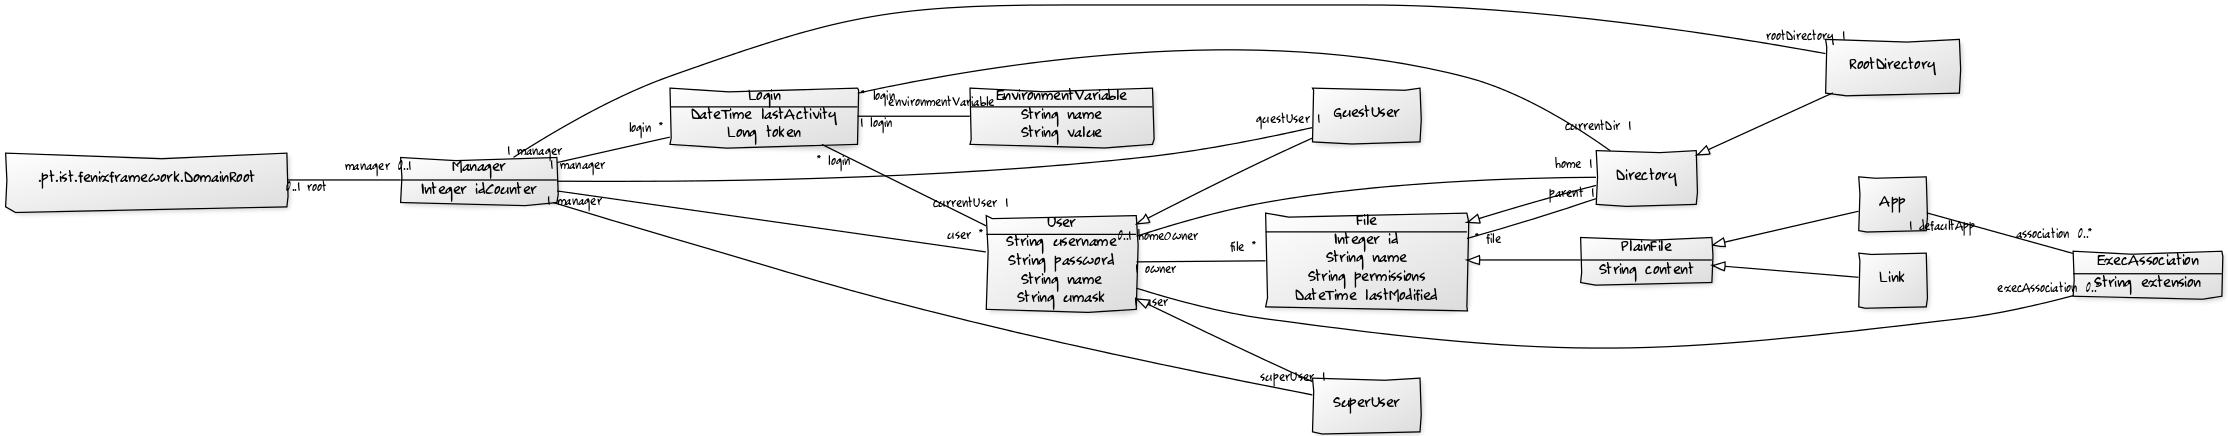 rootDirectory 1
RootDirectory
Login
DateTime lastActivity
Long token
* login
environmentVariable
1 login
EnvironmentVariable
String name
String value
GuestUser
guestUser 1
currentDir 1
login *
* login
1 manager
1 manager
.pt.ist.fenixframework.DomainRoot
0..1 root
manager 0..1
Manager
Integer idCounter
1 manager
home 1
Directory
parent 1
currentUser 1
user *
User
String username
String password
String name
String umask
0..1 homeOwner
owner
file *
File
Integer id
String name
String permissions
DateTime lastModified
* file
PlainFile
String content
App
1 defaultApp
association 0..*
Link
ExecAssociation
String extension
execAssociation 0..
user
superUser 1
SuperUser